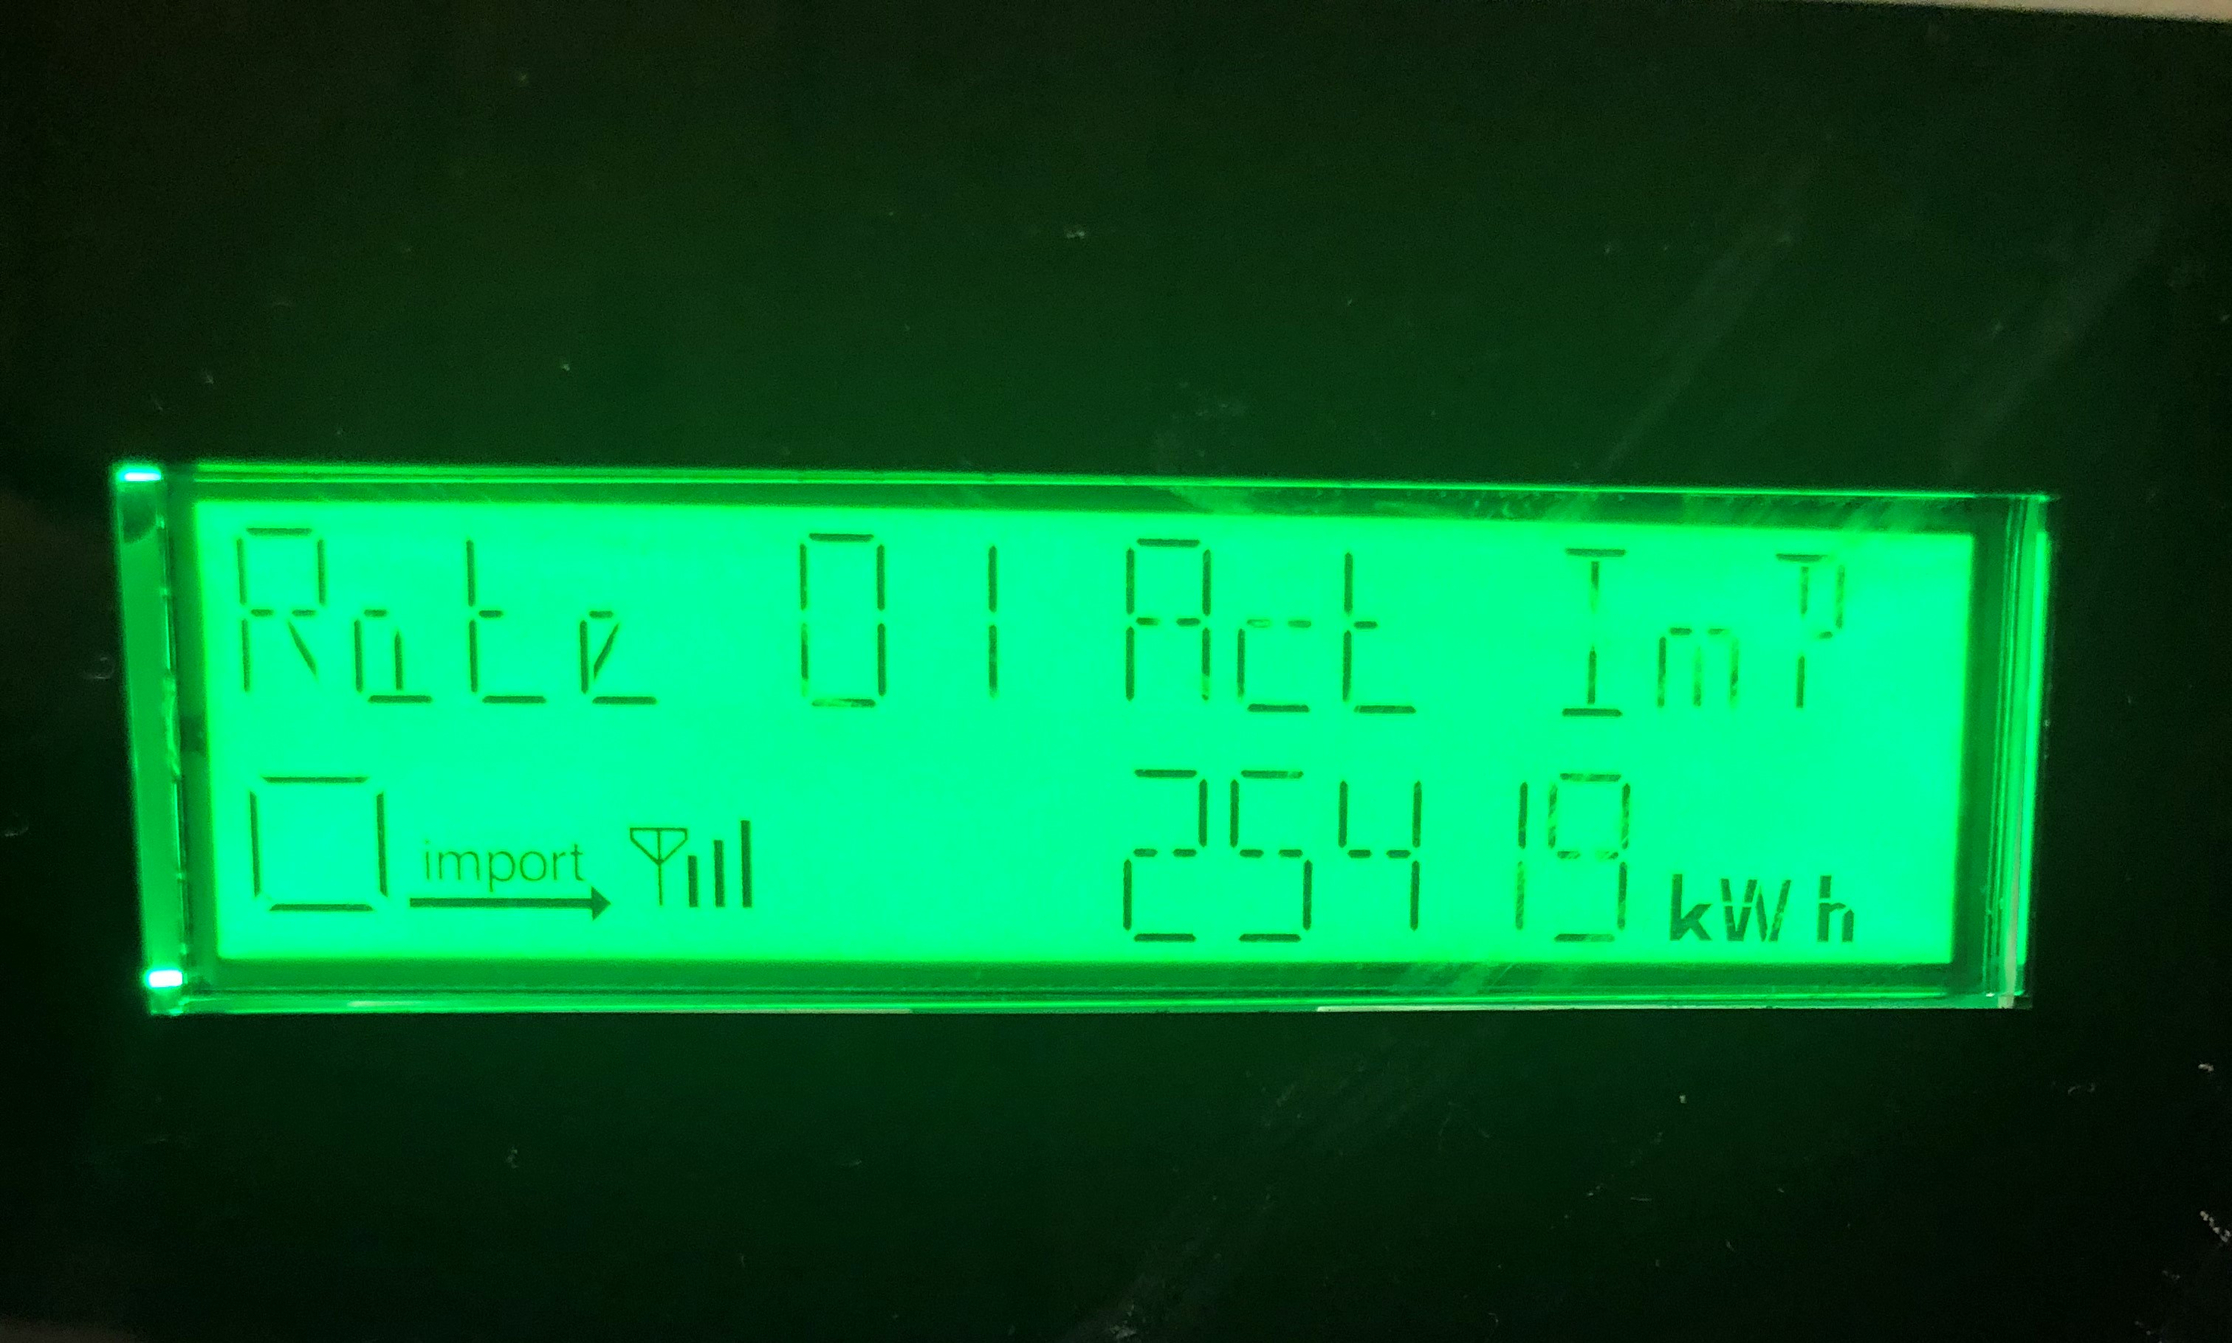 Rate 01 Act ImP
import 25419 kWh